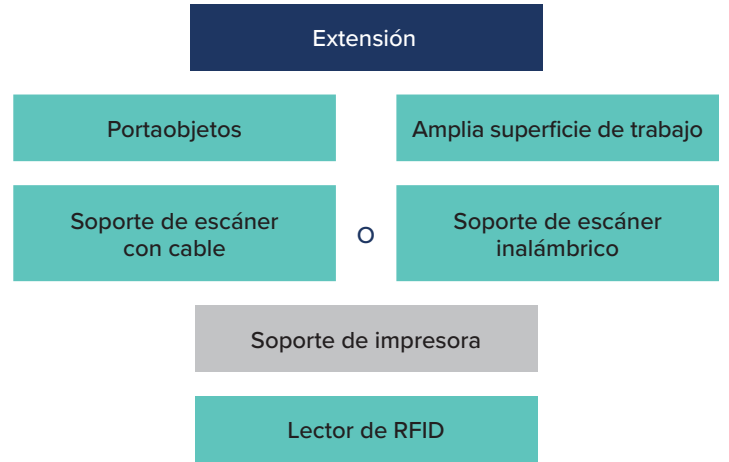 Extensión
Portaobjetos
Amplia superficie de trabajo
Soporte de escáner
con cable
O
Soporte de escáner
inalámbrico
Soporte de impresora
Lector de RFID